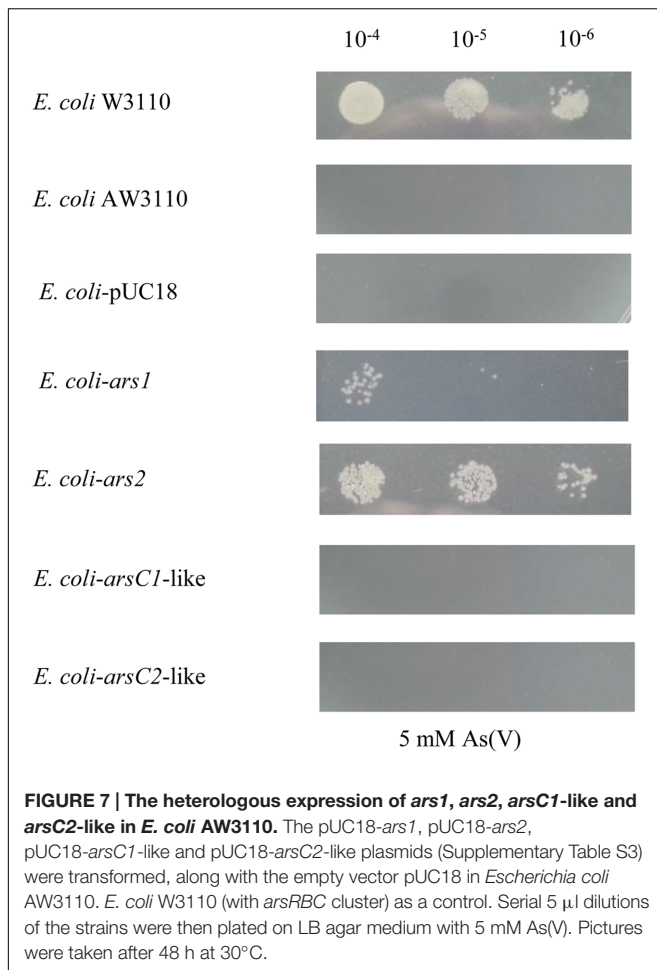 10⁻⁴ 10⁻⁵ 10⁻⁶
E. coli W3110
E. coli AW3110
E. coli-pUC18
E. coli-ars1
E. coli-ars2
E. coli-arsC1-like
E. coli-arsC2-like
5 mM As(V)
FIGURE 7 | The heterologous expression of ars1, ars2, arsC1-like and
arsC2-like in E. coli AW3110. The pUC18-ars1, pUC18-ars2,
pUC18-arsC1-like and pUC18-arsC2-like plasmids (Supplementary Table S3)
were transformed, along with the empty vector pUC18 in Escherichia coli
AW3110. E. coli W3110 (with arsRBC cluster) as a control. Serial 5 μl dilutions
of the strains were then plated on LB agar medium with 5 mM As(V). Pictures
were taken after 48 h at 30°C.